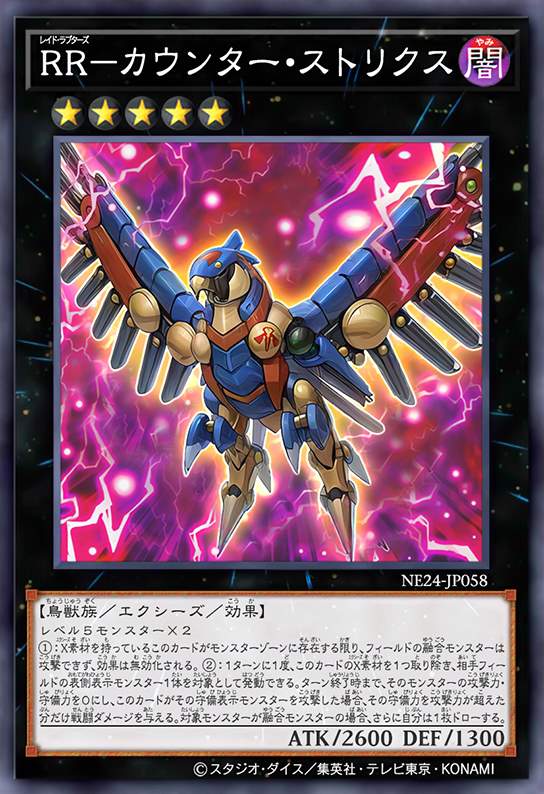 レイド・ラプターズ
RR－カウンター・ストリクス
やみ
闇
NE24-JP058
ちょうじゅうぞく こうか
【鳥獣族／エクシーズ／効果】
レベル５モンスター×２
①：X素材を持っているこのカードがモンスターゾーンに存在する限り、フィールドの融合モンスターは
攻撃できず、効果は無効化される。②：1ターンに1度、このカードのX素材を1つ取り除き、相手フィー
ルドの表側表示モンスター1体を対象として発動できる。ターン終了時まで、そのモンスターの攻撃力・
守備力を０にし、このカードがその守備表示モンスターを攻撃した場合、その守備力を攻撃力が超えた
分だけ戦闘ダメージを与える。対象モンスターが融合モンスターの場合、さらに自分は1枚ドローする。
ATK/2600 DEF/1300
©スタジオ・ダイス／集英社・テレビ東京・KONAMI